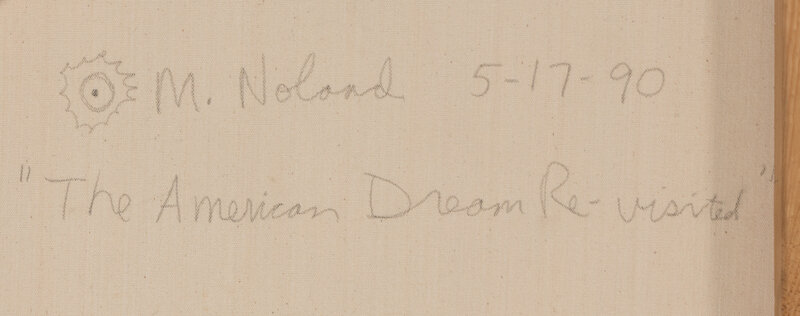 M. Noland 5-17-90
"The American Dream Re-visited"